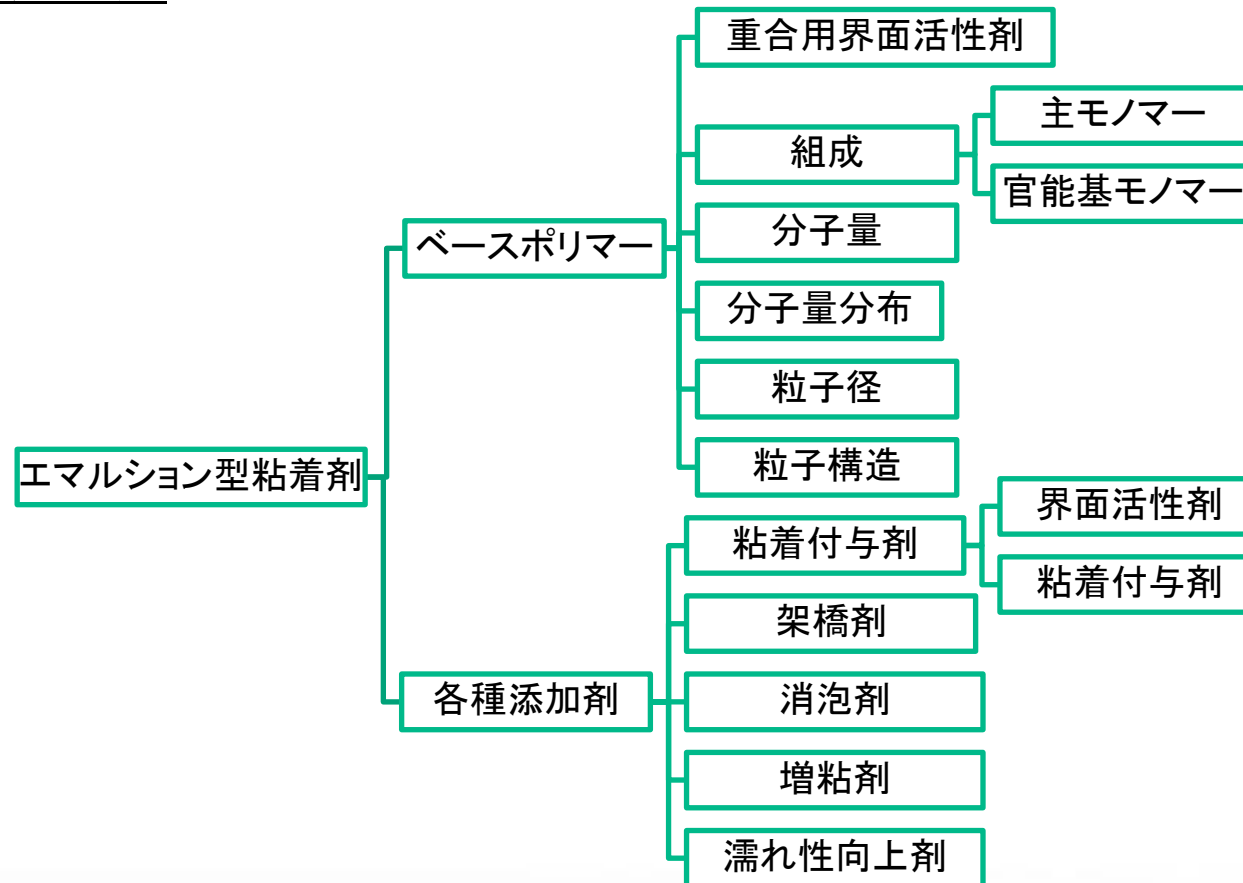 エマルション型粘着剤
ベースポリマー
重合用界面活性剤
組成
主モノマー
官能基モノマー
分子量
分子量分布
粒子径
粒子構造
各種添加剤
粘着付与剤
界面活性剤
粘着付与剤
架橋剤
消泡剤
増粘剤
濡れ性向上剤